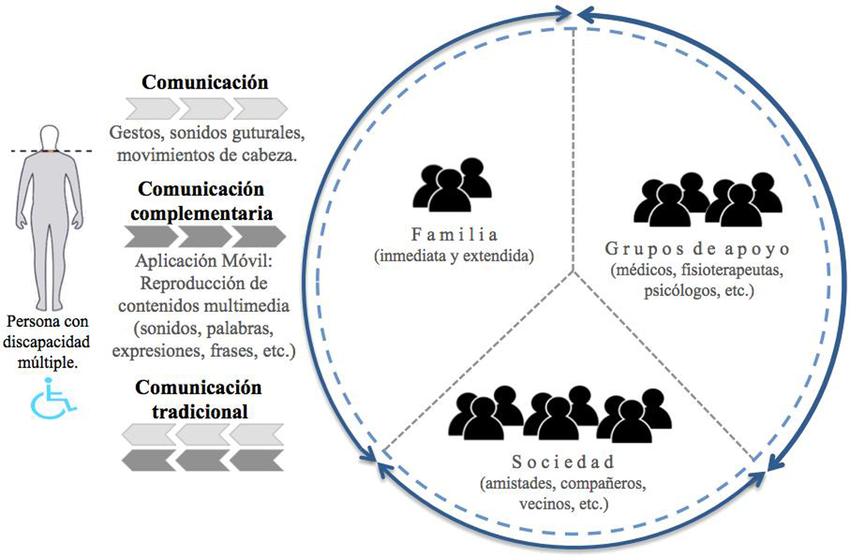 Comunicación
Gestos, sonidos guturales,
movimientos de cabeza.
Comunicación
complementaria
Aplicación Móvil:
Reproducción de
contenidos multimedia
(sonidos, palabras,
expresiones, frases, etc.)
Comunicación
tradicional
Persona con
discapacidad
múltiple.
Familia
(inmediata y extendida)
Grupos de apoyo
(médicos, fisioterapeutas,
psicólogos, etc.)
Sociedad
(amistades, compañeros,
vecinos, etc.)